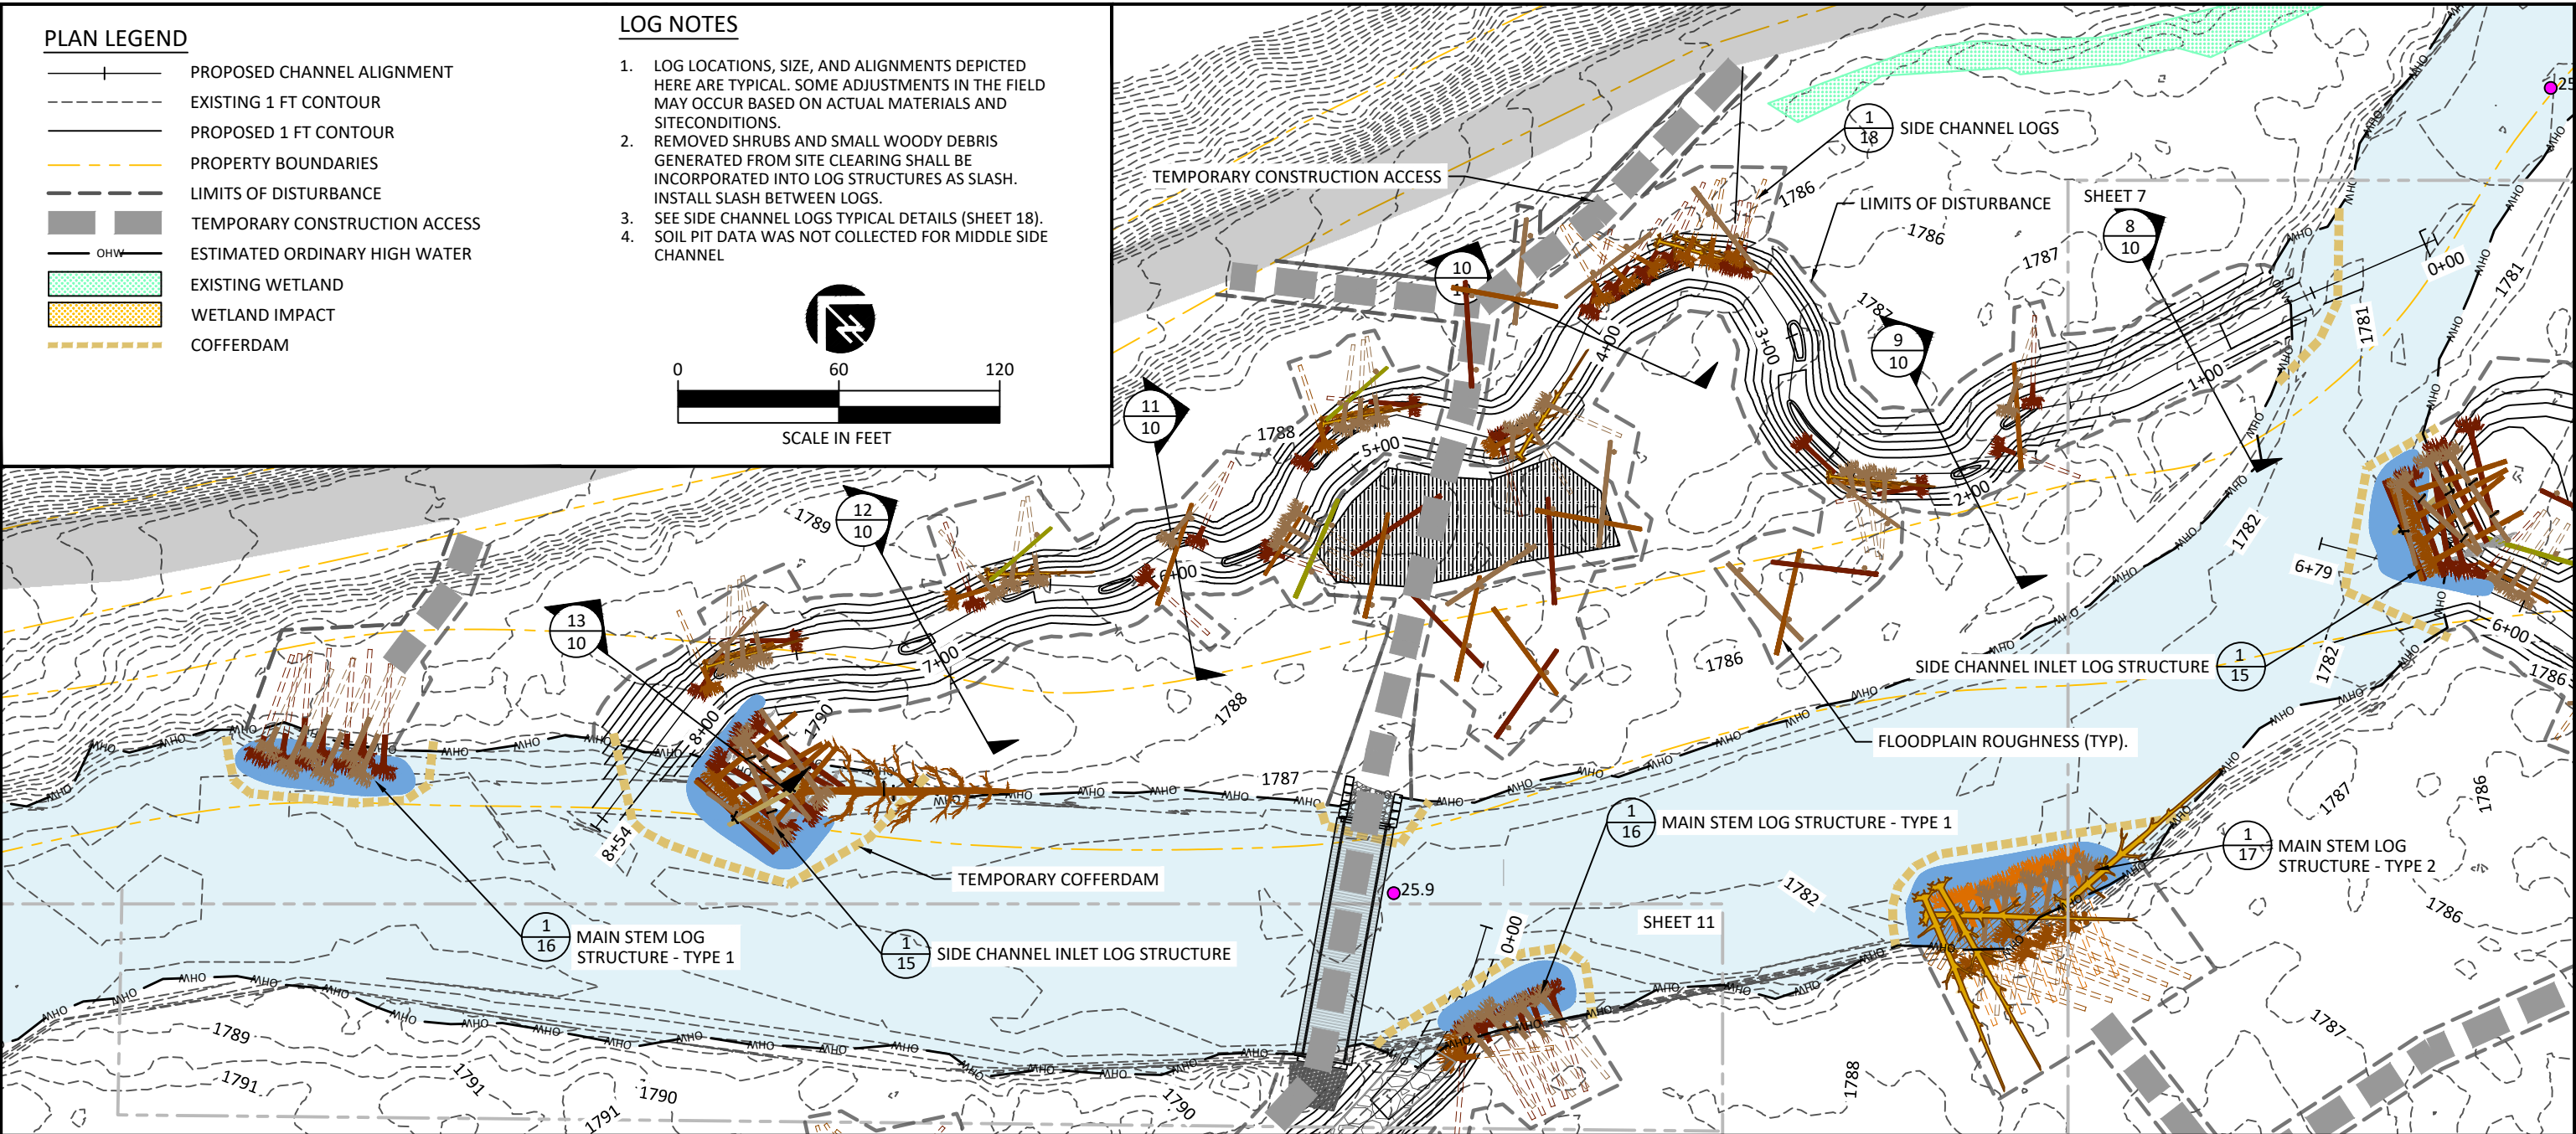 PLAN LEGEND
PROPOSED CHANNEL ALIGNMENT
EXISTING 1 FT CONTOUR
PROPOSED 1 FT CONTOUR
PROPERTY BOUNDARIES
LIMITS OF DISTURBANCE
TEMPORARY CONSTRUCTION ACCESS
OHW ESTIMATED ORDINARY HIGH WATER
EXISTING WETLAND
WETLAND IMPACT
COFFERDAM
LOG NOTES
1. LOG LOCATIONS, SIZE, AND ALIGNMENTS DEPICTED
HERE ARE TYPICAL. SOME ADJUSTMENTS IN THE FIELD
MAY OCCUR BASED ON ACTUAL MATERIALS AND
SITECONDITIONS.
2. REMOVED SHRUBS AND SMALL WOODY DEBRIS
GENERATED FROM SITE CLEARING SHALL BE
INCORPORATED INTO LOG STRUCTURES AS SLASH.
INSTALL SLASH BETWEEN LOGS.
3. SEE SIDE CHANNEL LOGS TYPICAL DETAILS (SHEET 18).
4. SOIL PIT DATA WAS NOT COLLECTED FOR MIDDLE SIDE
CHANNEL
0 60 120
SCALE IN FEET
TEMPORARY CONSTRUCTION ACCESS
1
18
SIDE CHANNEL LOGS
1786
LIMITS OF DISTURBANCE
1786
1787
SHEET 7
8
10
0+00
1781
1781
10
1787
9
10
3+00
4+00
1+00
2+00
11
10
1788
5+00
12
10
1789
6+00
13
10
7+00
8+00
1790
8+54
1788
1787
1786
1782
6+79
6+00
1782
1786
SIDE CHANNEL INLET LOG STRUCTURE
1
15
FLOODPLAIN ROUGHNESS (TYP).
TEMPORARY COFFERDAM
25.9
1
16
MAIN STEM LOG STRUCTURE - TYPE 1
1
17
MAIN STEM LOG
STRUCTURE - TYPE 2
1787
1786
1782
1786
1
16
MAIN STEM LOG
STRUCTURE - TYPE 1
1
15
SIDE CHANNEL INLET LOG STRUCTURE
0+00
SHEET 11
1787
1788
1789
1791
1791
1790
1791
1790